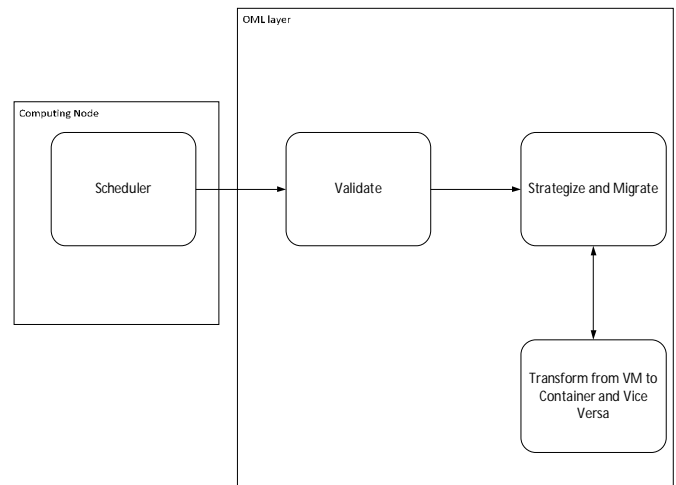 OML layer
Computing Node
Scheduler
Validate
Strategize and Migrate
Transform from VM to
Container and Vice
Versa